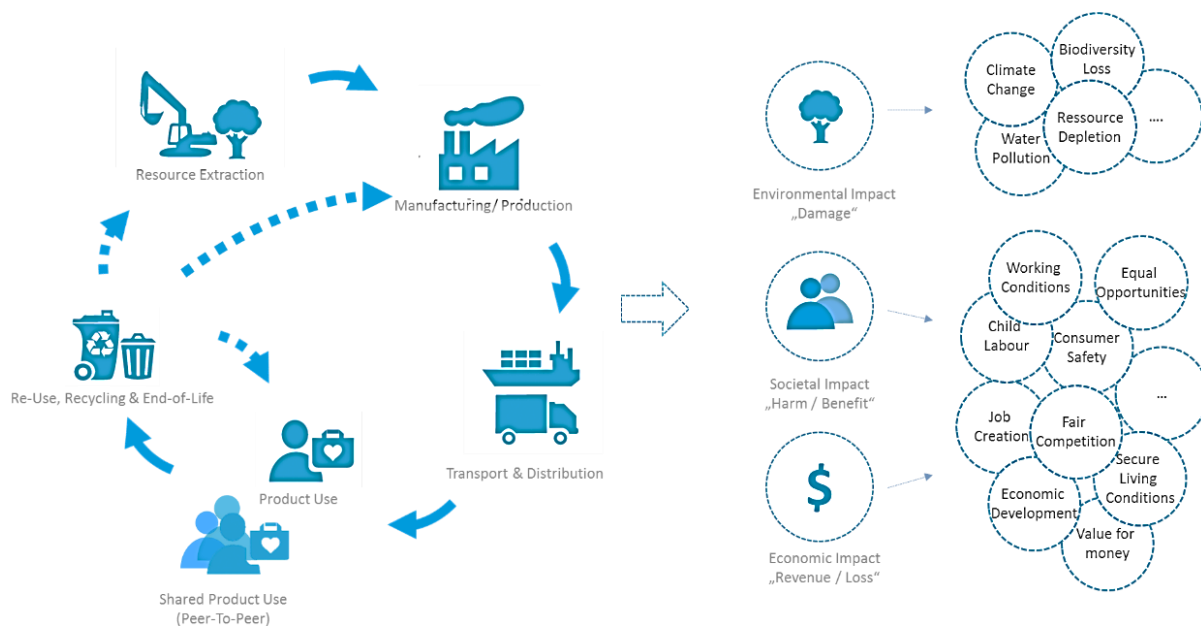 Resource Extraction
Manufacturing/ Production
Re-Use, Recycling & End-of-Life
Transport & Distribution
Product Use
Shared Product Use
(Peer-To-Peer)
Environmental Impact
„Damage“
Societal Impact
„Harm / Benefit“
$
Economic Impact
„Revenue / Loss“
Climate
Change
Biodiversity
Loss
Water
Pollution
Ressource
Depletion
....
Working
Conditions
Equal
Opportunities
Child
Labour
Consumer
Safety
...
Job
Creation
Fair
Competition
Secure
Living
Conditions
Economic
Development
Value for
money